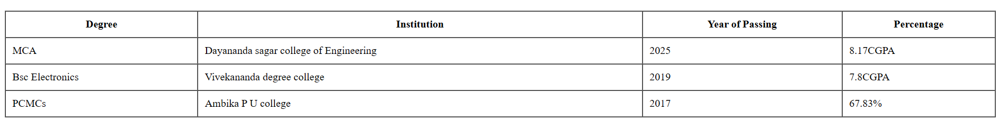 Degree Institution Year of Passing Percentage
MCA Dayananda sagar college of Engineering 2025 8.17CGPA
Bsc Electronics Vivekananda degree college 2019 7.8CGPA
PCMCs Ambika P U college 2017 67.83%